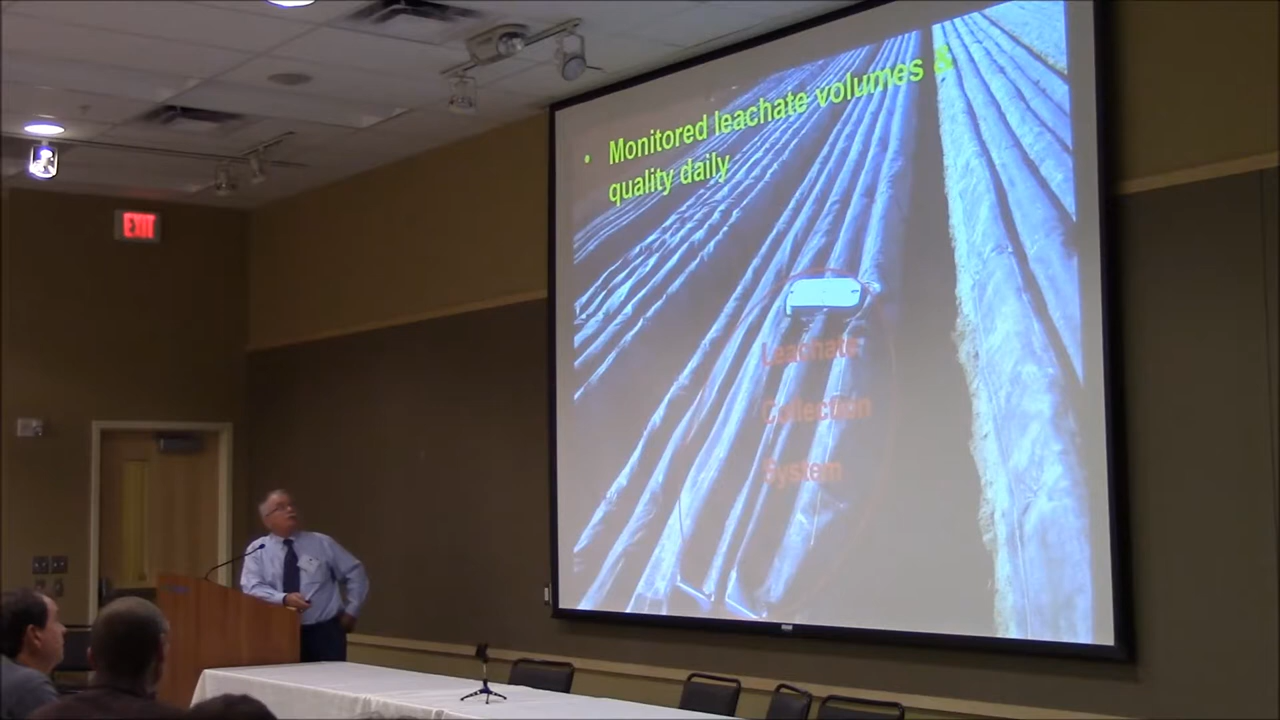 EXIT
• Monitored leachate volumes &
quality daily
Leachate
Collection
System